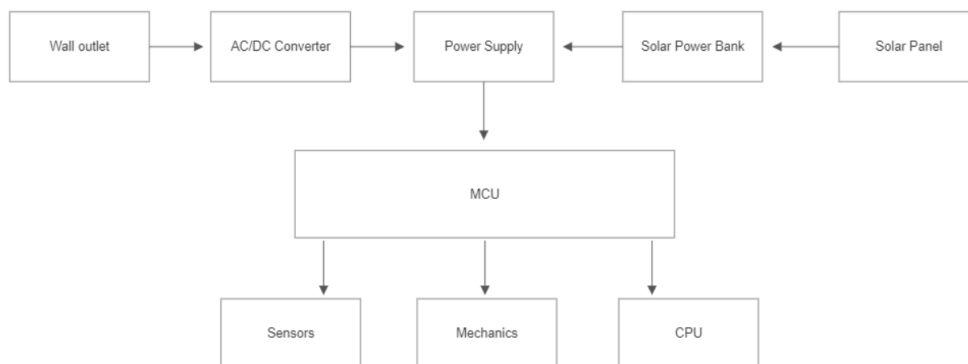 Wall outlet
AC/DC Converter
Power Supply
Solar Power Bank
Solar Panel
MCU
Sensors
Mechanics
CPU